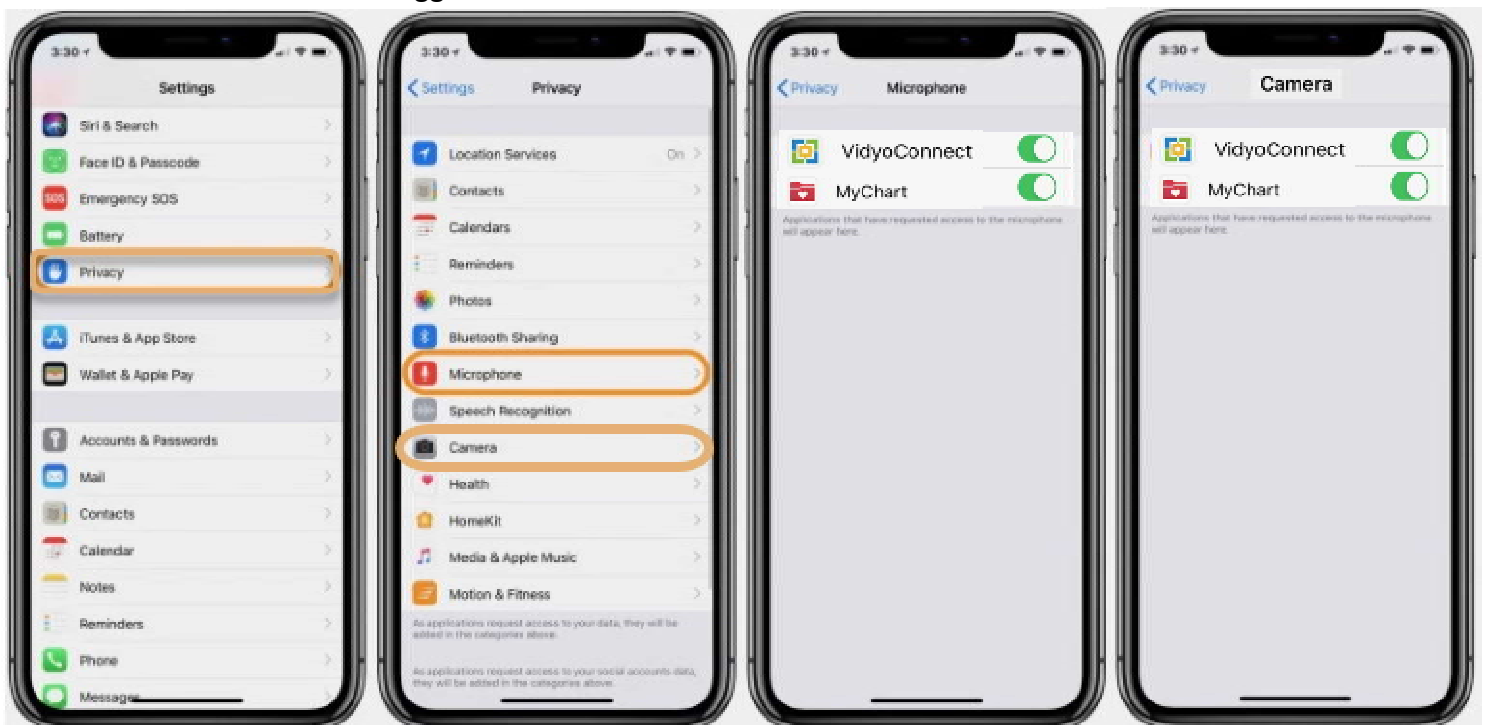 gg
3:30
Settings
Siri & Search
Face ID & Passcode
SOS
Emergency SOS
Battery
Privacy
iTunes & App Store
Wallet & Apple Pay
Accounts & Passwords
Mail
Contacts
Calendar
Notes
Reminders
Phone
Messages
3:30
Settings
Privacy
Location Services On
Contacts
Calendars
Reminders
Photos
Bluetooth Sharing
Microphone
Speech Recognition
Camera
Health
HomeKit
Media & Apple Music
Motion & Fitness
As applications request access to your data, they will be
added in the categories above.
As applications request access to your social accounts data,
they will be added in the categories above.
3:30
Privacy
Microphone
VidyoConnect
MyChart
Applications that have requested access to the microphone
will appear here.
3:30
Privacy
Camera
VidyoConnect
MyChart
Applications that have requested access to the microphone
will appear here.